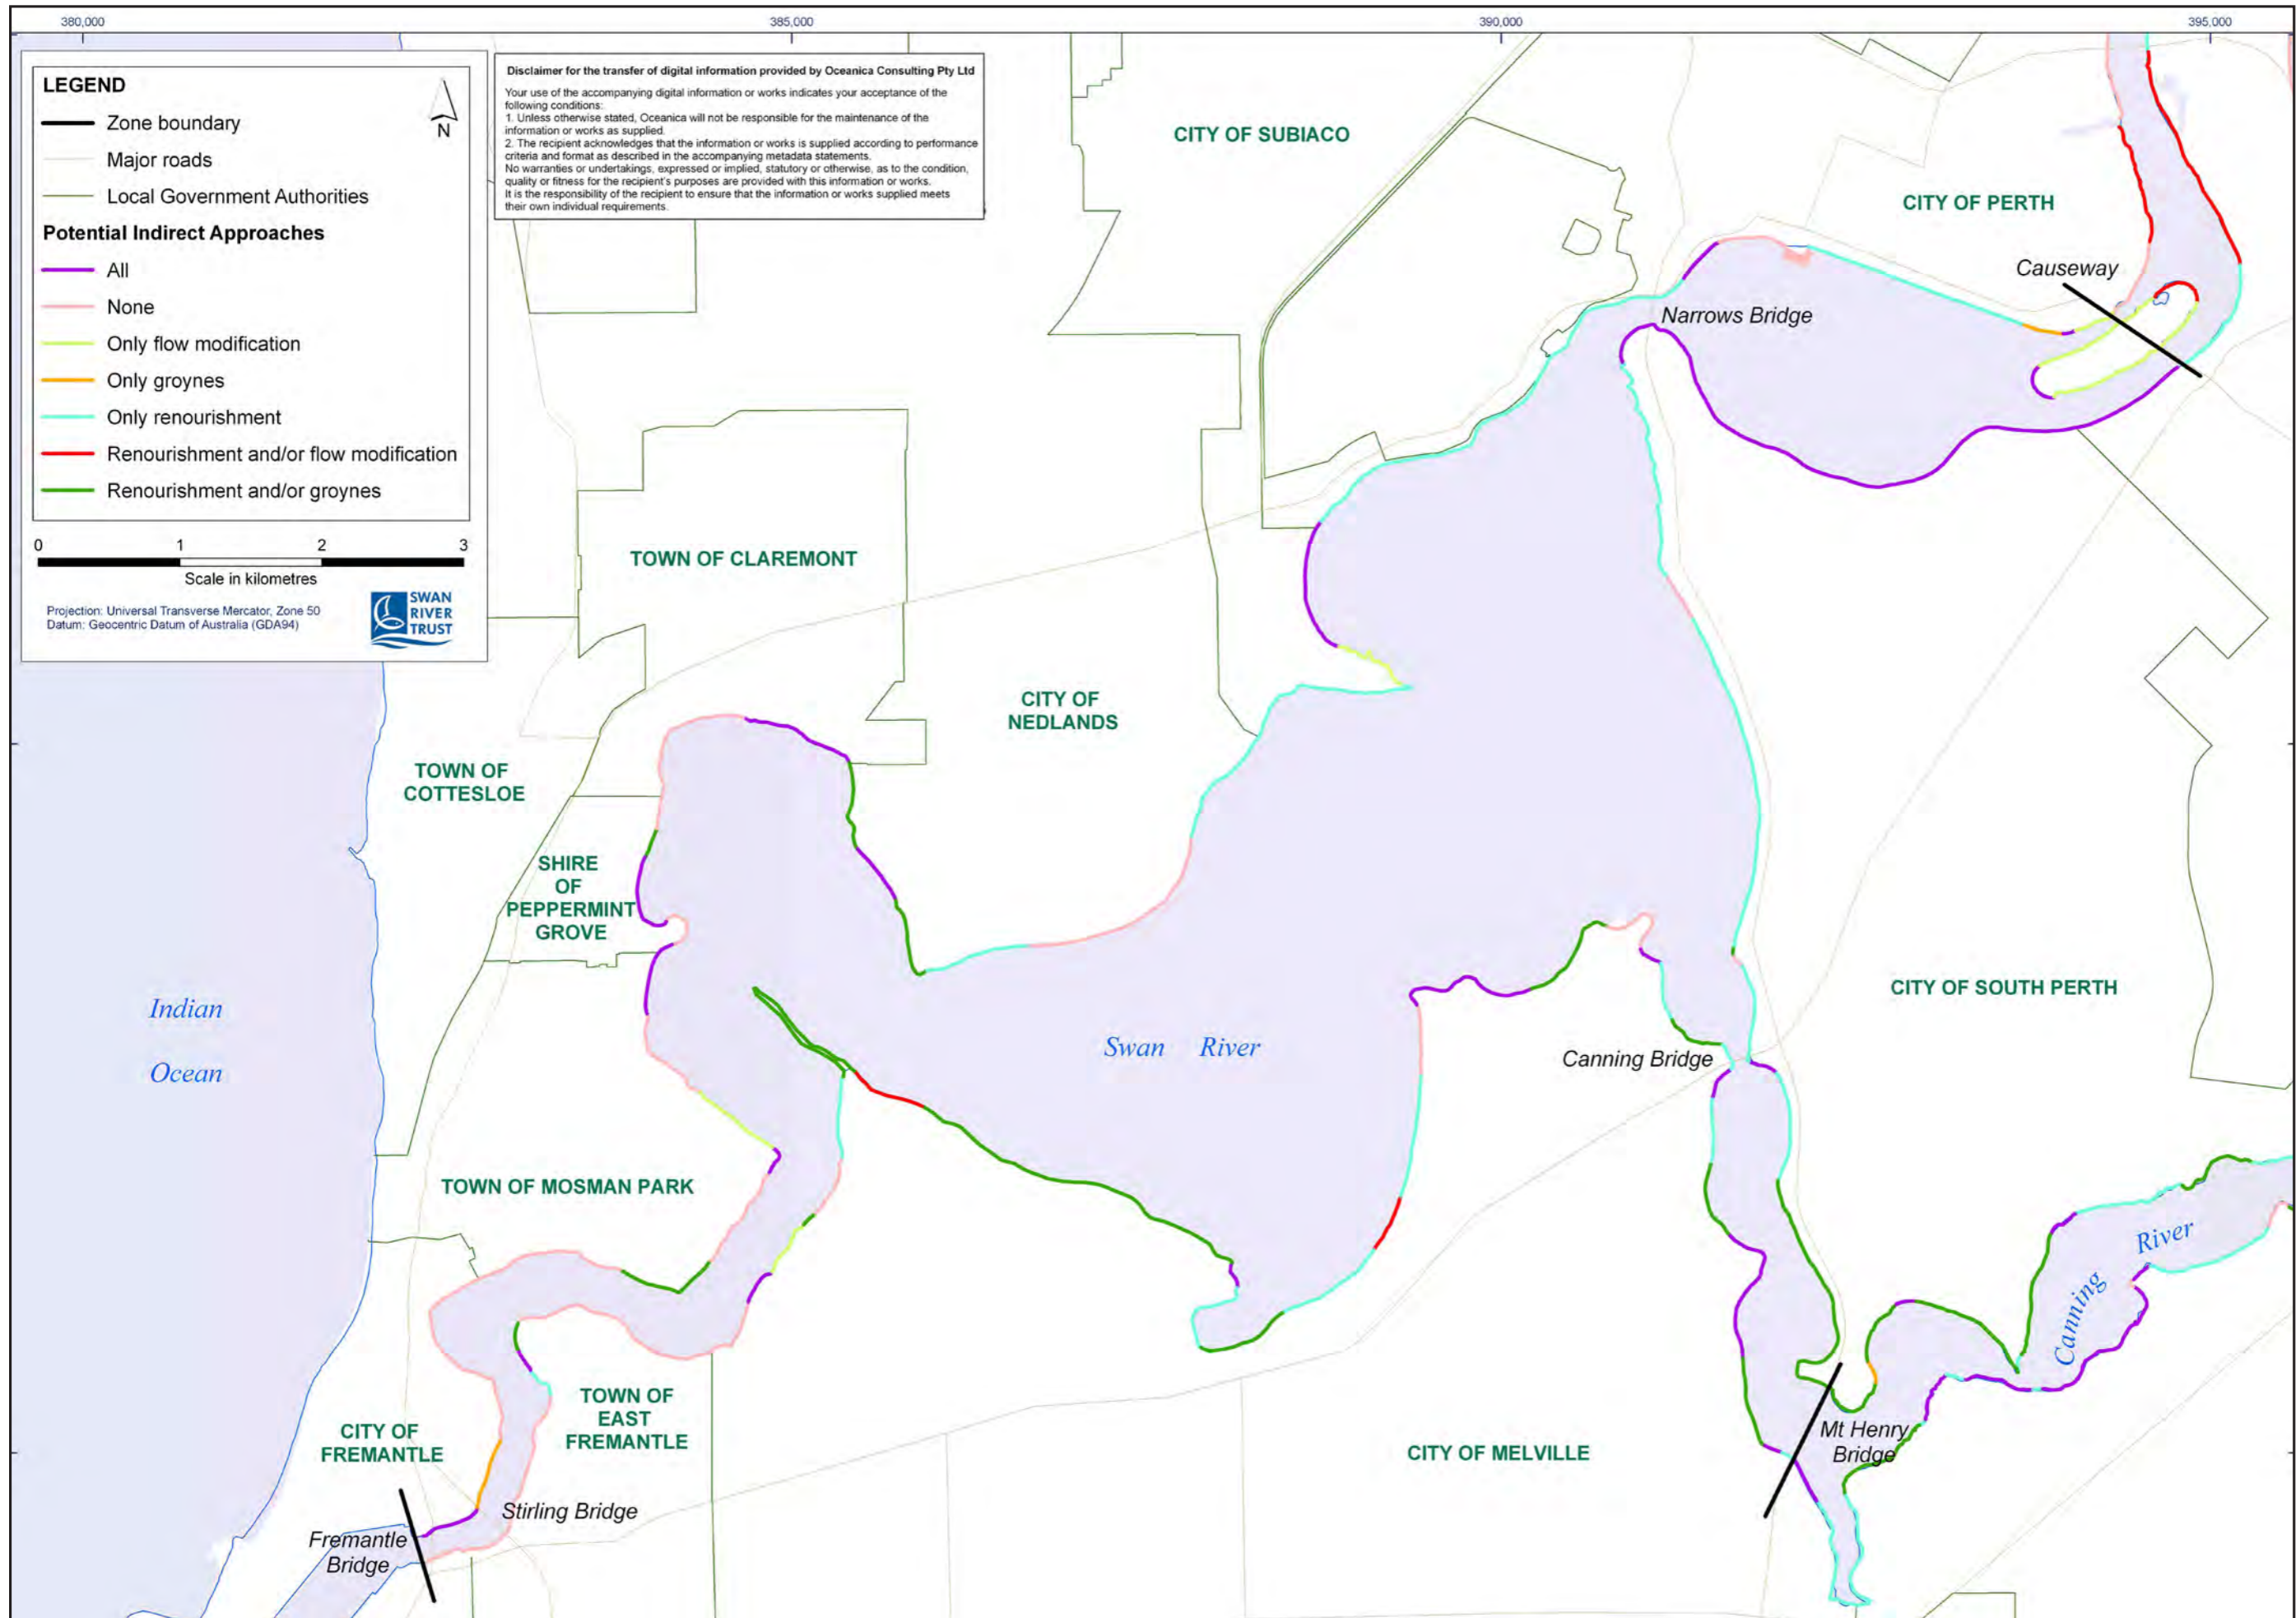 380,000
385,000
390,000
395,000
LEGEND
N
Zone boundary
Major roads
Local Government Authorities
Potential Indirect Approaches
All
None
Only flow modification
Only groynes
Only renourishment
Renourishment and/or flow modification
Renourishment and/or groynes
0
1
2
3
Scale in kilometres
Projection: Universal Transverse Mercator, Zone 50
Datum: Geocentric Datum of Australia (GDA94)
SWAN
RIVER
TRUST
Disclaimer for the transfer of digital information provided by Oceanica Consulting Pty Ltd
Your use of the accompanying digital information or works indicates your acceptance of the
following conditions:
1. Unless otherwise stated, Oceanica will not be responsible for the maintenance of the
information or works as supplied.
2. The recipient acknowledges that the information or works is supplied according to performance
criteria and format as described in the accompanying metadata statements.
No warranties or undertakings, expressed or implied, statutory or otherwise, as to the condition,
quality or fitness for the recipient's purposes are provided with this information or works.
It is the responsibility of the recipient to ensure that the information or works supplied meets
their own individual requirements.
CITY OF SUBIACO
CITY OF PERTH
Causeway
Narrows Bridge
TOWN OF CLAREMONT
CITY OF
NEDLANDS
TOWN OF
COTTESLOE
SHIRE
OF
PEPPERMINT
GROVE
Indian
Ocean
Swan River
CITY OF SOUTH PERTH
Canning Bridge
TOWN OF MOSMAN PARK
Canning
River
TOWN OF
EAST
FREMANTLE
CITY OF
FREMANTLE
CITY OF MELVILLE
Mt Henry
Bridge
Stirling Bridge
Fremantle
Bridge